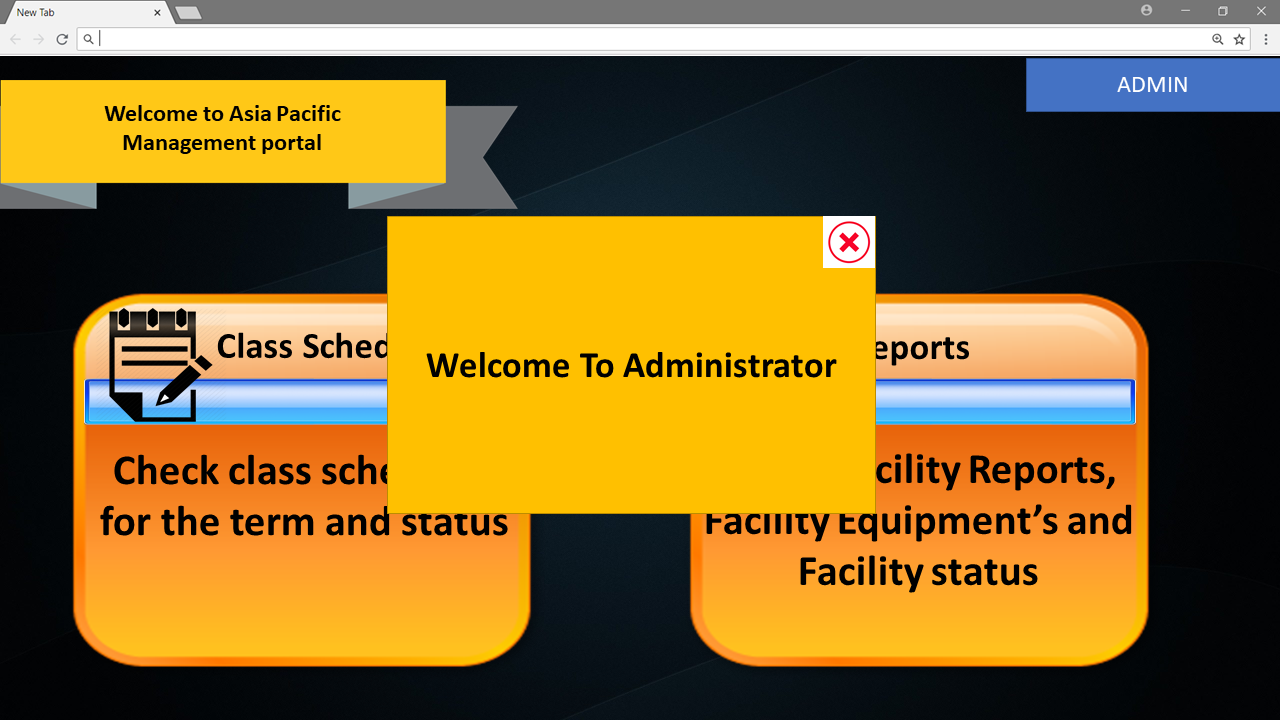 New Tab
ADMIN
Welcome to Asia Pacific
Management portal
Welcome To Administrator
Class Sched
eports
Check class sche
for the term and status
cility Reports,
Facility Equipment’s and
Facility status